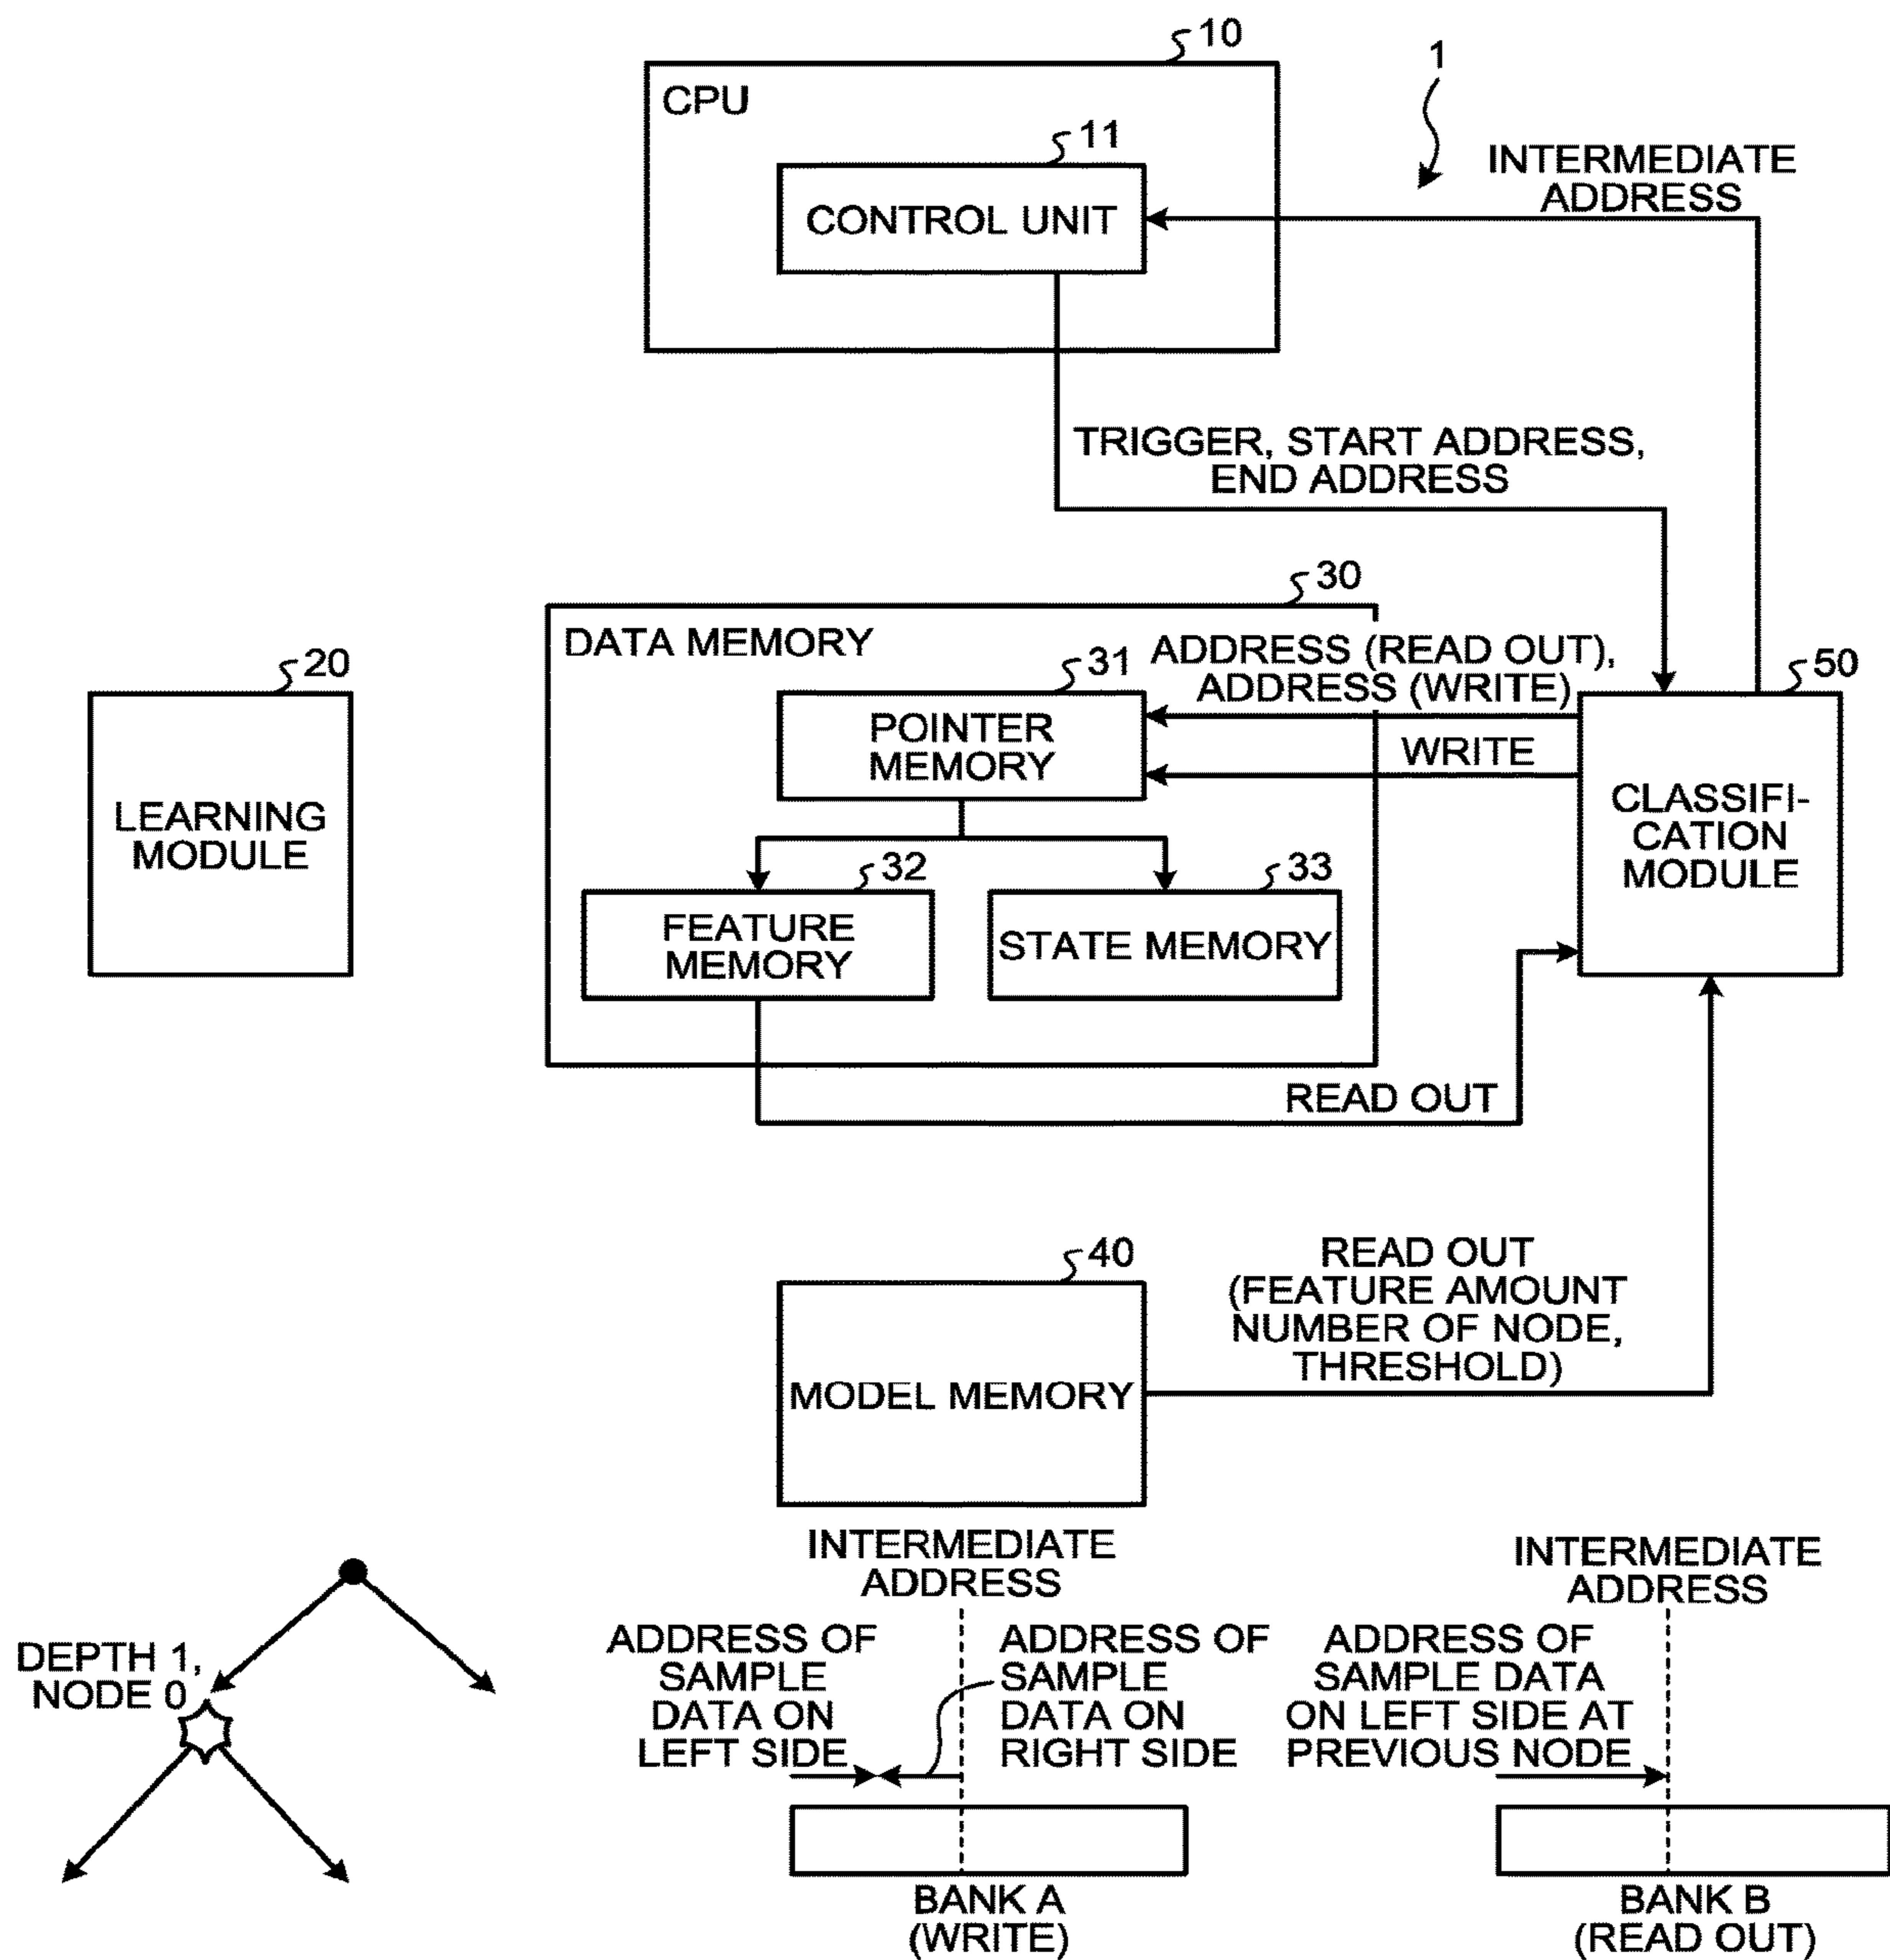 10
1
CPU
11
CONTROL UNIT
INTERMEDIATE
ADDRESS
TRIGGER, START ADDRESS,
END ADDRESS
30
DATA MEMORY
20
LEARNING
MODULE
31
POINTER
MEMORY
ADDRESS (READ OUT),
ADDRESS (WRITE)
WRITE
50
CLASSIFI-
CATION
MODULE
32
FEATURE
MEMORY
33
STATE MEMORY
READ OUT
40
MODEL MEMORY
READ OUT
(FEATURE AMOUNT
NUMBER OF NODE,
THRESHOLD)
DEPTH 1,
NODE 0
INTERMEDIATE
ADDRESS
ADDRESS OF
SAMPLE
DATA ON
LEFT SIDE
ADDRESS OF
SAMPLE
DATA ON
RIGHT SIDE
BANK A
(WRITE)
INTERMEDIATE
ADDRESS
ADDRESS OF
SAMPLE DATA
ON LEFT SIDE AT
PREVIOUS NODE
BANK B
(READ OUT)